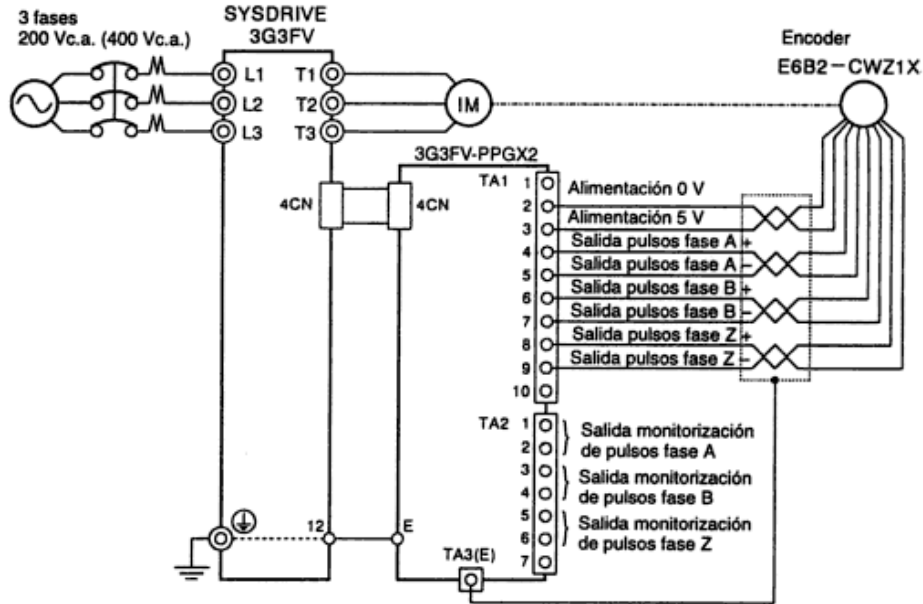 3 fases
200 Vc.a. (400 Vc.a.)
SYSDRIVE
3G3FV
Encoder
E6B2-CWZ1X
L1
T1
L2
T2
IM
L3
T3
3G3FV-PPGX2
4CN
4CN
TA1
1
Alimentación 0 V
2
Alimentación 5 V
3
Salida pulsos fase A +
4
Salida pulsos fase A –
5
Salida pulsos fase B +
6
Salida pulsos fase B –
7
Salida pulsos fase Z +
8
Salida pulsos fase Z –
9
10
TA2
1
Salida monitorización
2
de pulsos fase A
3
Salida monitorización
4
de pulsos fase B
5
Salida monitorización
6
de pulsos fase Z
7
12
E
TA3(E)